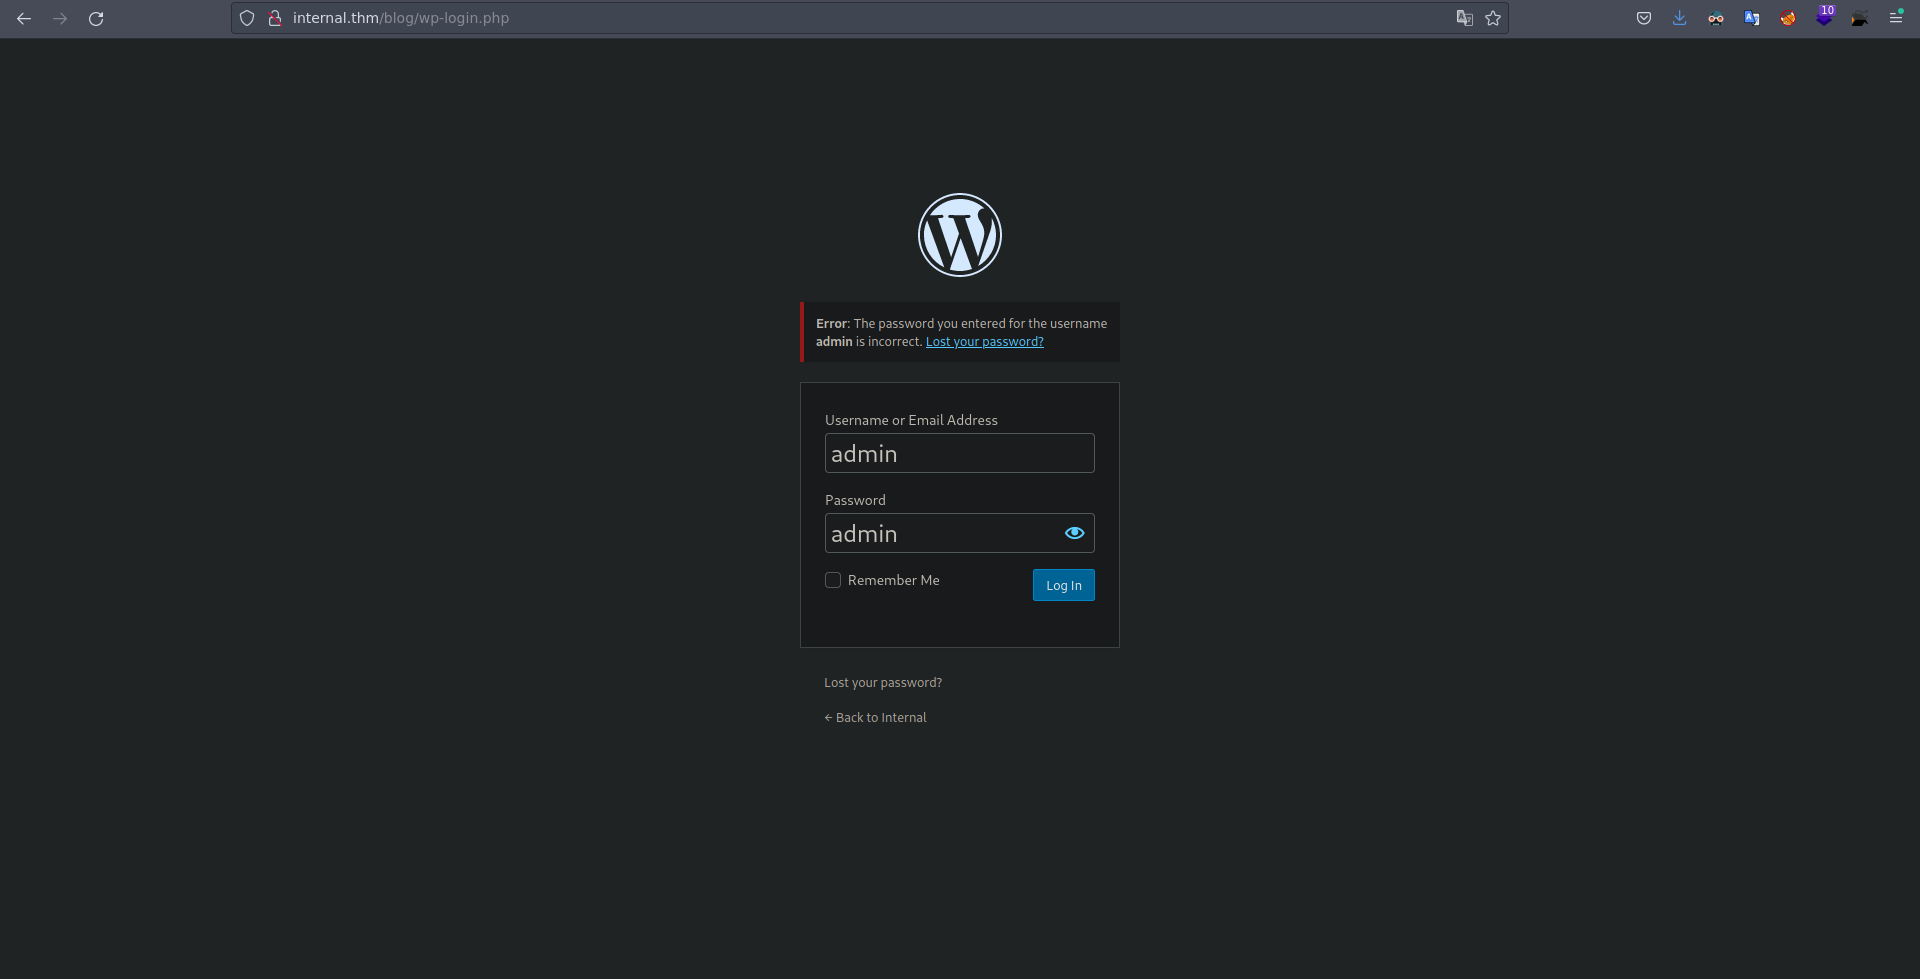 internal.thm/blog/wp-login.php
10
Error: The password you entered for the username
admin is incorrect. Lost your password?
Username or Email Address
admin
Password
admin
Remember Me
Log In
Lost your password?
← Back to Internal